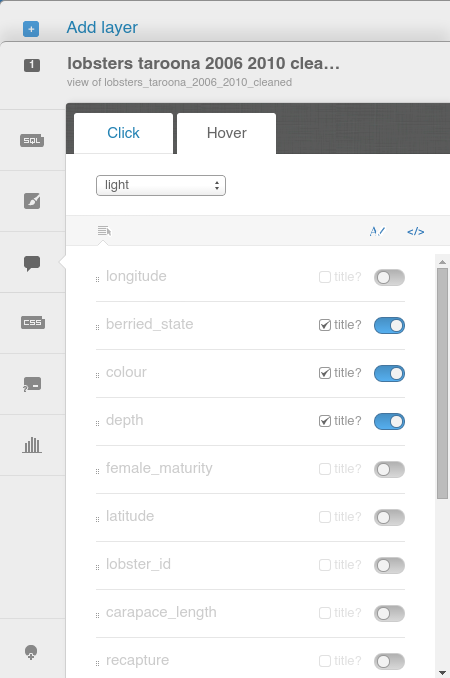 Add layer
1
lobsters taroona 2006 2010 clea…
view of lobsters_taroona_2006_2010_cleaned
SQL
Click
Hover
light
A
</>
longitude title?
berried_state title?
CSS
colour title?
depth title?
female_maturity title?
latitude title?
lobster_id title?
carapace_length title?
recapture title?